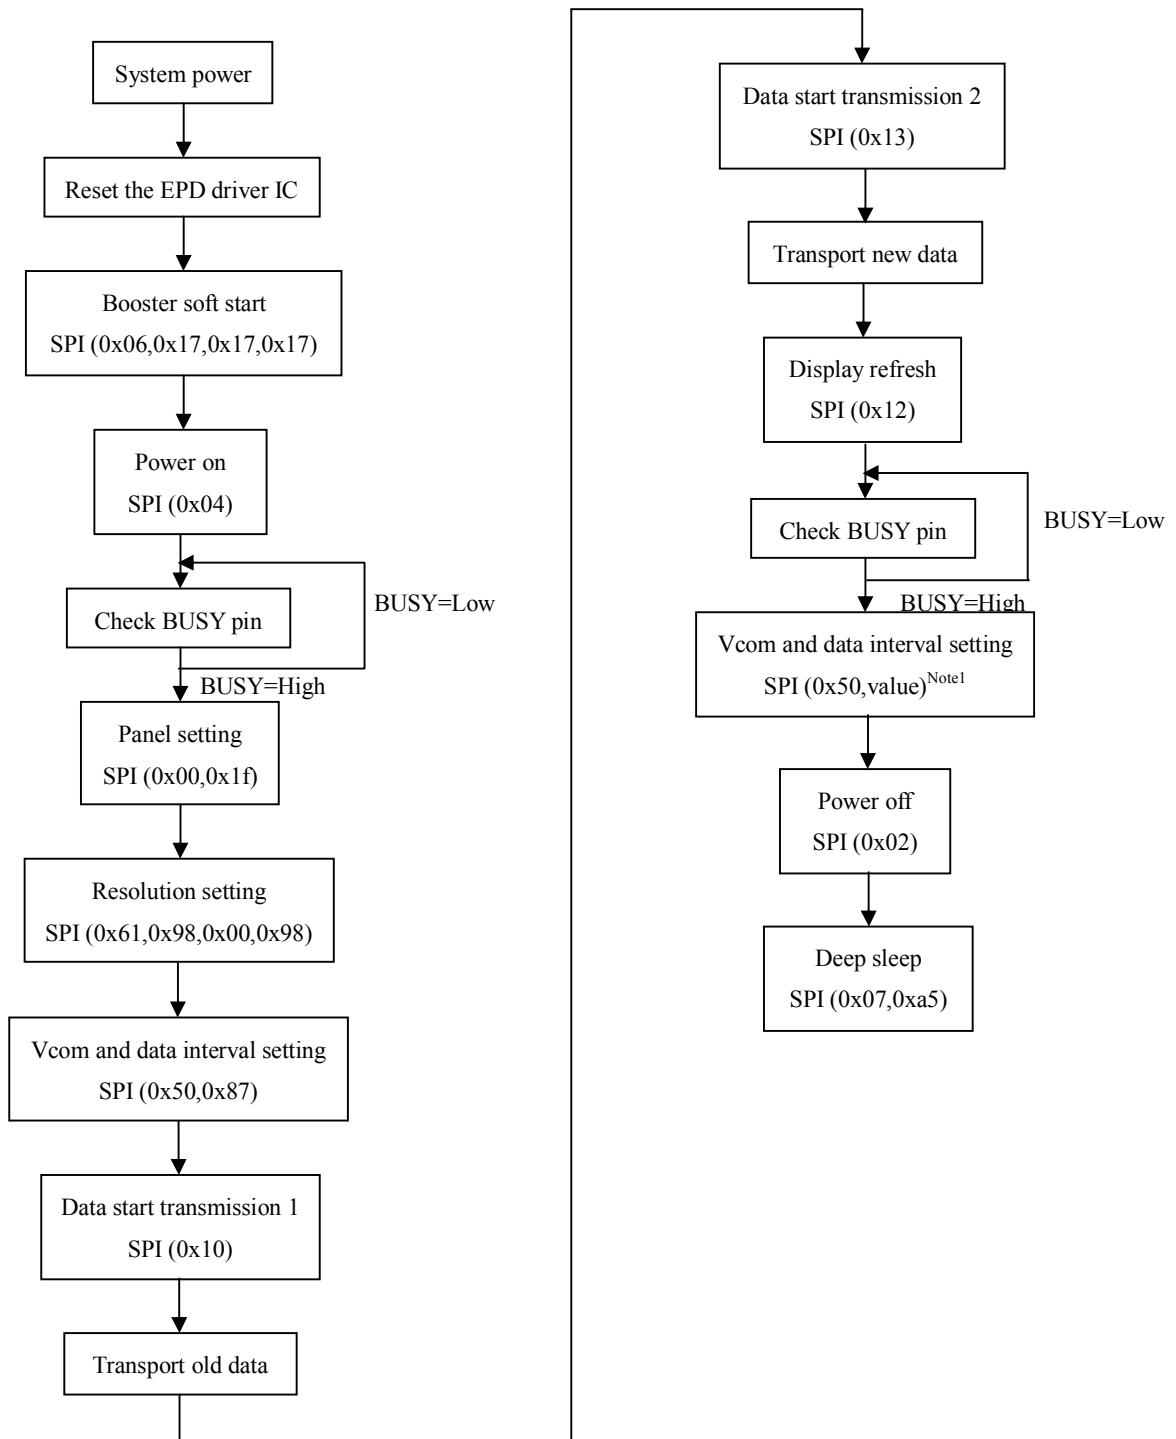 System power
Reset the EPD driver IC
Booster soft start
SPI (0x06,0x17,0x17,0x17)
Power on
SPI (0x04)
BUSY=Low
Check BUSY pin
BUSY=High
Panel setting
SPI (0x00,0x1f)
Resolution setting
SPI (0x61,0x98,0x00,0x98)
Vcom and data interval setting
SPI (0x50,0x87)
Data start transmission 1
SPI (0x10)
Transport old data
Data start transmission 2
SPI (0x13)
Transport new data
Display refresh
SPI (0x12)
BUSY=Low
Check BUSY pin
BUSY=High
Vcom and data interval setting
SPI (0x50,value)Note1
Power off
SPI (0x02)
Deep sleep
SPI (0x07,0xa5)